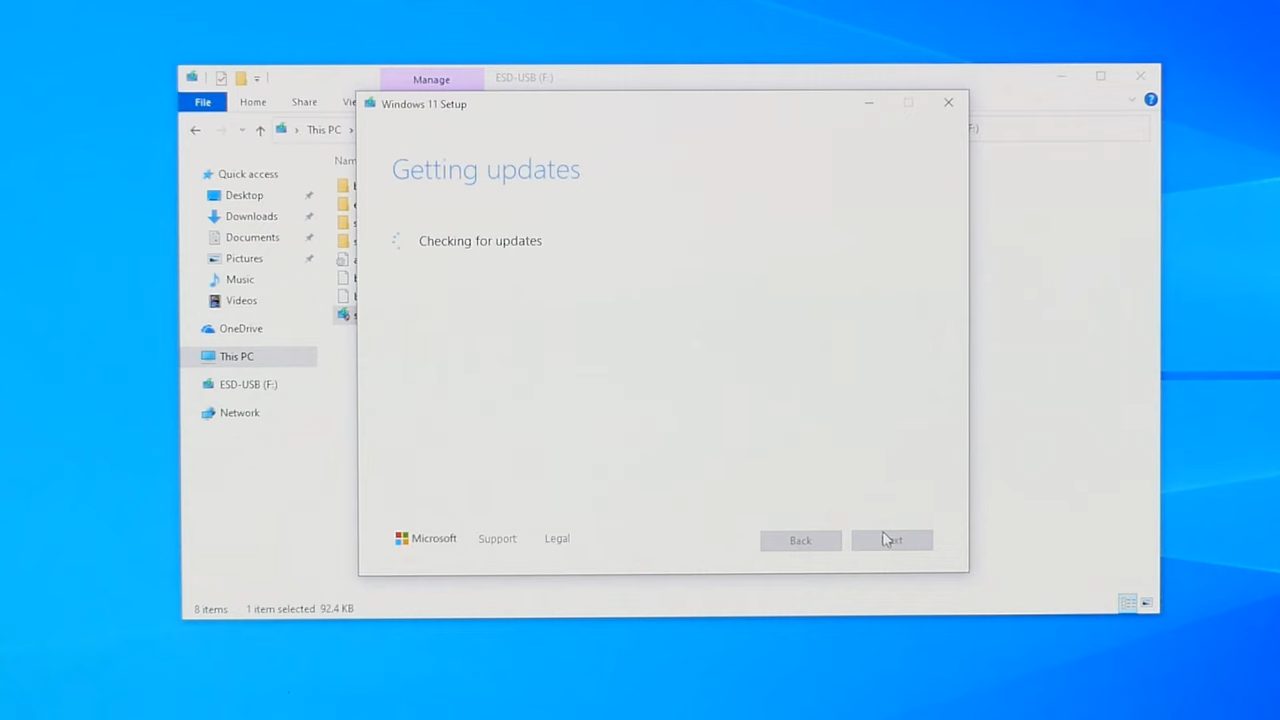 Manage
ESD-USB (F:)
File
Home
Share
Windows 11 Setup
This PC
F:)
Getting updates
Checking for updates
Quick access
Desktop
Downloads
Documents
Pictures
Music
Videos
OneDrive
This PC
ESD-USB (F:)
Network
Microsoft
Support
Legal
Back
8 items
1 item selected 92.4 KB